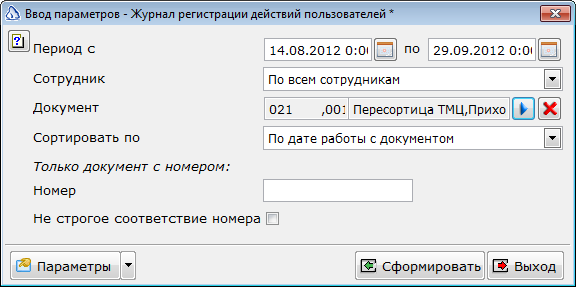 Ввод параметров - Журнал регистрации действий пользователей *
Период с 14.08.2012 0:00 по 29.09.2012 0:00
Сотрудник По всем сотрудникам
Документ 021 ,001 Пересортица ТМЦ,Прихо
Сортировать по По дате работы с документом
Только документ с номером:
Номер
Не строгое соответствие номера
Параметры Сформировать Выход